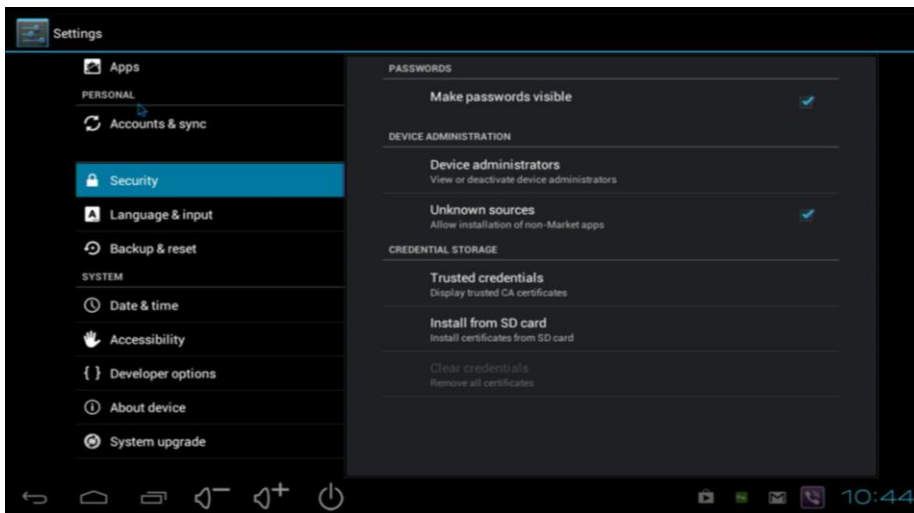 Settings
Apps
PERSONAL
Accounts & sync
Security
Language & input
Backup & reset
SYSTEM
Date & time
Accessibility
{ } Developer options
About device
System upgrade
PASSWORDS
Make passwords visible
DEVICE ADMINISTRATION
Device administrators
View or deactivate device administrators
Unknown sources
Allow installation of non-Market apps
CREDENTIAL STORAGE
Trusted credentials
Display trusted CA certificates
Install from SD card
Install certificates from SD card
Clear credentials
Remove all certificates
10:44